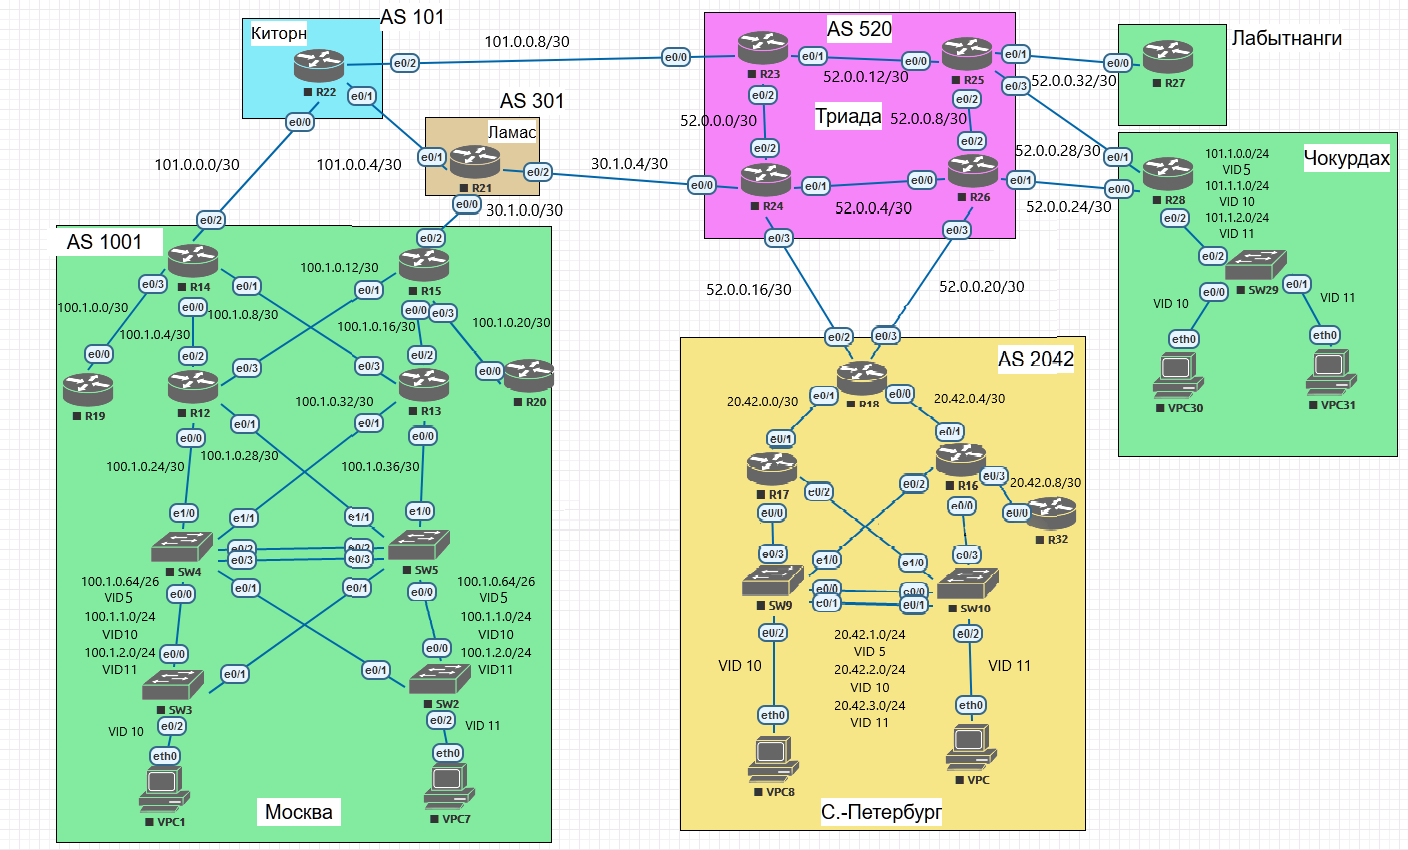 AS 101
Киторн
R22
e0/2
e0/1
e0/0
101.0.0.8/30
101.0.0.0/30
101.0.0.4/30
AS 301
Ламас
R21
e0/1
e0/2
e0/0
30.1.0.4/30
30.1.0.0/30
AS 520
Триада
R23
e0/0
e0/1
e0/2
52.0.0.12/30
R25
e0/0
e0/1
e0/3
e0/2
52.0.0.0/30
52.0.0.8/30
R24
e0/2
e0/0
e0/1
e0/3
52.0.0.4/30
R26
e0/2
e0/0
e0/1
e0/3
52.0.0.32/30
52.0.0.28/30
52.0.0.24/30
52.0.0.16/30
52.0.0.20/30
Лабытнанги
e0/0
R27
Чокурдах
e0/1
e0/0
R28
e0/2
101.1.0.0/24
VID 5
101.1.1.0/24
VID 10
101.1.2.0/24
VID 11
e0/2
SW29
e0/0
e0/1
VID 10
VID 11
eth0
eth0
VPC30
VPC31
AS 1001
e0/2
R14
e0/3
e0/0
e0/1
e0/2
R15
e0/1
e0/0
e0/3
100.1.0.12/30
100.1.0.0/30
100.1.0.4/30
100.1.0.8/30
100.1.0.16/30
100.1.0.20/30
e0/0
R19
e0/2
e0/3
R12
e0/0
e0/1
e0/3
e0/2
R13
e0/1
e0/0
e0/0
R20
100.1.0.32/30
100.1.0.24/30
100.1.0.28/30
100.1.0.36/30
e1/0
e1/1
e0/2
e0/3
SW4
e0/0
e0/1
e1/1
e1/0
e0/2
e0/3
SW5
e0/1
e0/0
100.1.0.64/26
VID 5
100.1.1.0/24
VID10
100.1.2.0/24
VID11
100.1.0.64/26
VID 5
100.1.1.0/24
VID10
100.1.2.0/24
VID11
e0/0
e0/1
SW3
e0/2
e0/1
e0/0
SW2
e0/2
VID 10
VID 11
eth0
eth0
VPC1
VPC7
Москва
AS 2042
e0/2
e0/3
R18
e0/1
e0/0
20.42.0.0/30
20.42.0.4/30
e0/1
R17
e0/2
e0/0
e0/1
e0/2
R16
e0/3
e0/0
20.42.0.8/30
e0/0
R32
e0/3
e1/0
SW9
e0/0
e0/1
e0/2
e1/0
e0/3
e0/0
e0/1
SW10
e0/2
20.42.1.0/24
VID 5
20.42.2.0/24
VID 10
20.42.3.0/24
VID 11
VID 10
VID 11
eth0
eth0
VPC8
VPC
С.-Петербург